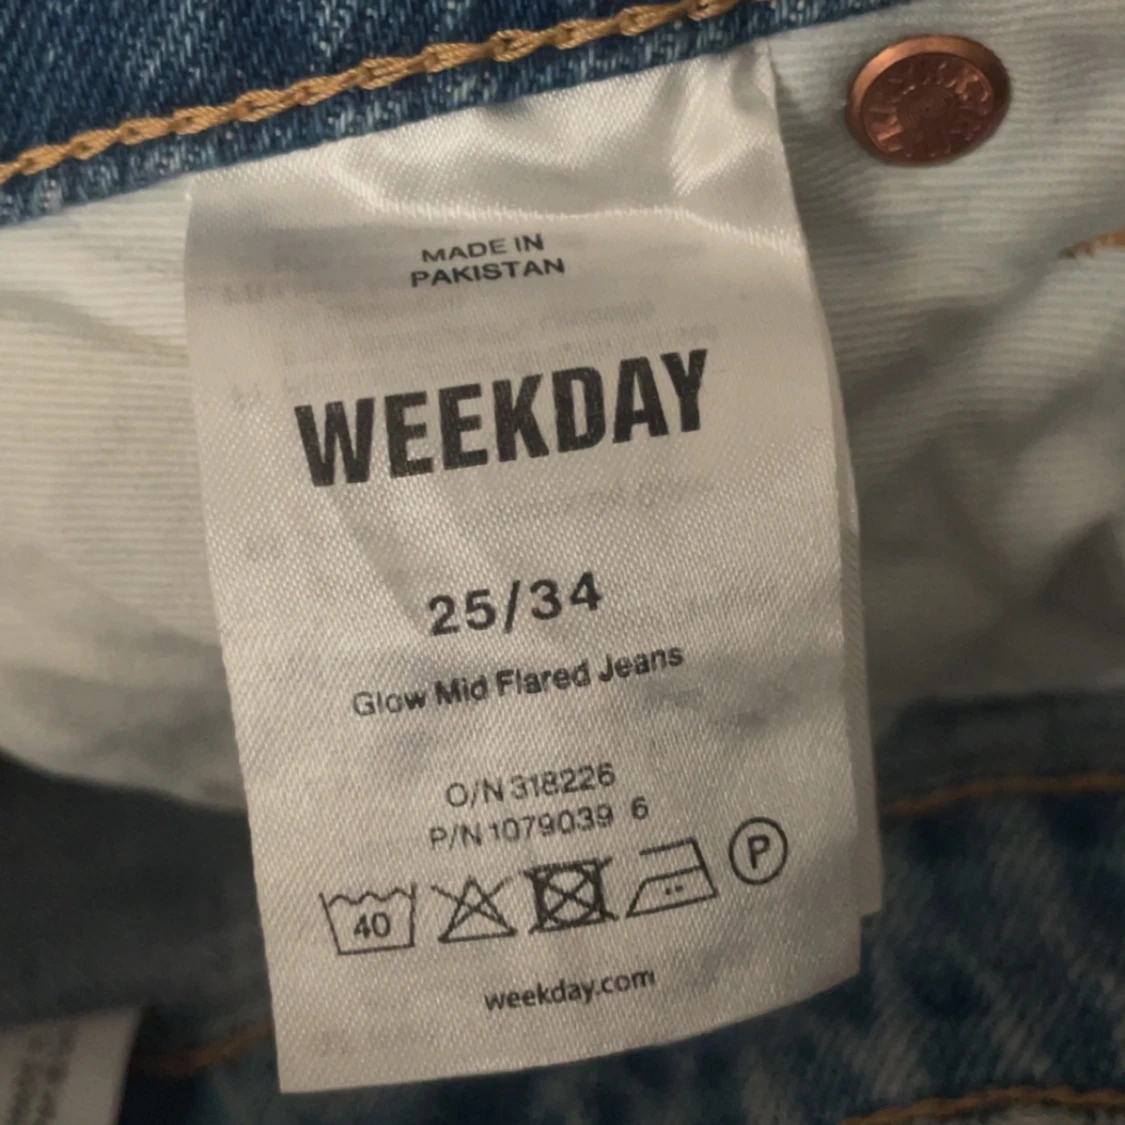 MADE IN
PAKISTAN
WEEKDAY
25/34
Glow Mid Flared Jeans
O/N 318226
P/N 1079039 6
40
P
weekday.com